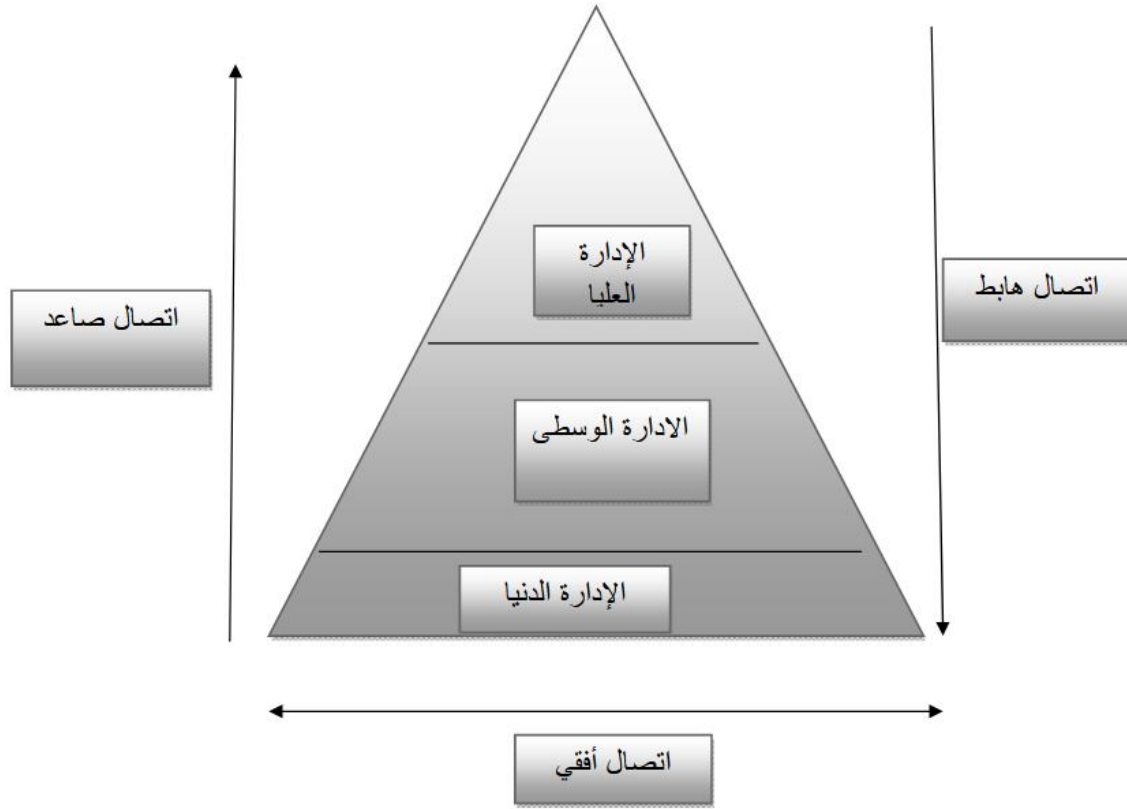 الإدارة
العليا
اتصال هابط
اتصال صاعد
الادارة الوسطى
الإدارة الدنيا
اتصال أفقي